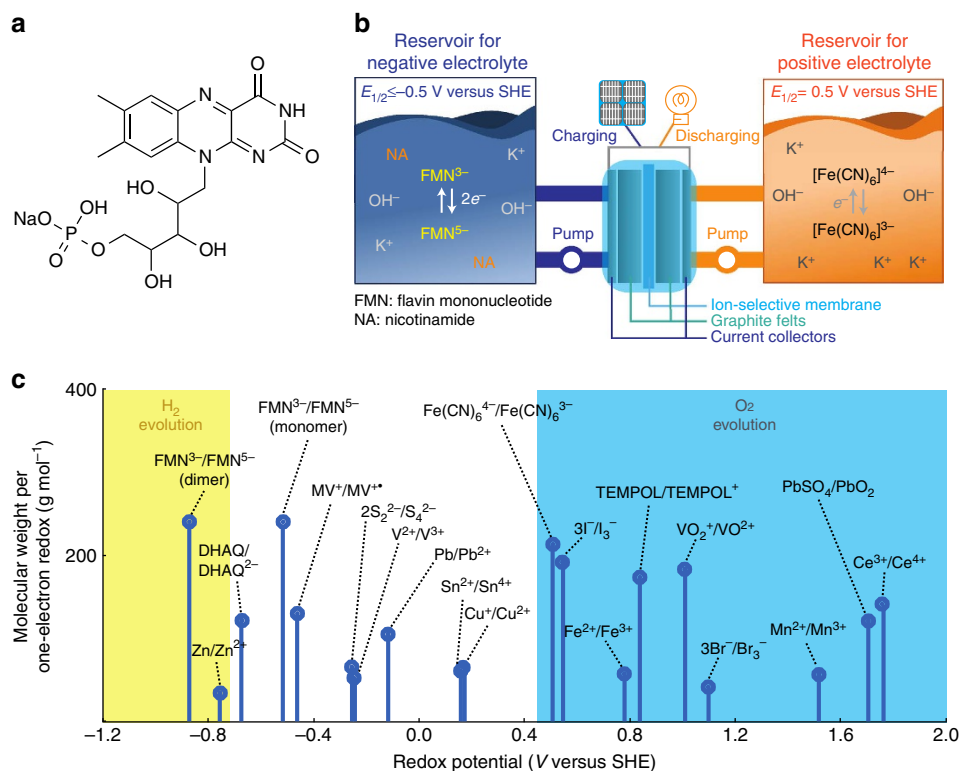 a
O
N
NH
N
N
O
HO
OH
NaO
P
O
O
OH
HO
OH
b
Reservoir for
negative electrolyte
E1/2≤–0.5 V versus SHE
NA
K⁺
FMN³⁻
OH⁻
2e⁻
OH⁻
FMN⁵⁻
K⁺
NA
FMN: flavin mononucleotide
NA: nicotinamide
Charging
Discharging
Pump
Pump
Ion-selective membrane
Graphite felts
Current collectors
Reservoir for
positive electrolyte
E1/2= 0.5 V versus SHE
K⁺
[Fe(CN)₆]⁴⁻
OH⁻
e⁻
OH⁻
[Fe(CN)₆]³⁻
K⁺
K⁺
K⁺
c
Molecular weight per
one-electron redox (g mol⁻¹)
400
200
H₂
evolution
O₂
evolution
FMN³⁻/FMN⁵⁻
(dimer)
Zn/Zn²⁺
DHAQ/
DHAQ²⁻
FMN³⁻/FMN⁵⁻
(monomer)
MV⁺/MV⁺•
2S₂²⁻/S₄²⁻
V²⁺/V³⁺
Pb/Pb²⁺
Sn²⁺/Sn⁴⁺
Cu⁺/Cu²⁺
Fe(CN)₆⁴⁻/Fe(CN)₆³⁻
3I⁻/I₃⁻
Fe²⁺/Fe³⁺
TEMPOL/TEMPOL⁺
VO₂⁺/VO²⁺
3Br⁻/Br₃⁻
Mn²⁺/Mn³⁺
PbSO₄/PbO₂
Ce³⁺/Ce⁴⁺
–1.2 –0.8 –0.4 0.0 0.4 0.8 1.2 1.6 2.0
Redox potential (V versus SHE)